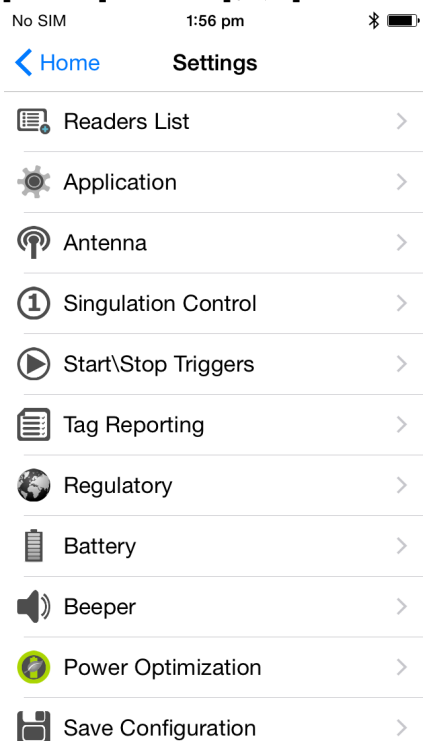 No SIM 1:56 pm
Home Settings
Readers List
Application
Antenna
1 Singulation Control
Start\Stop Triggers
Tag Reporting
Regulatory
Battery
Beeper
Power Optimization
Save Configuration